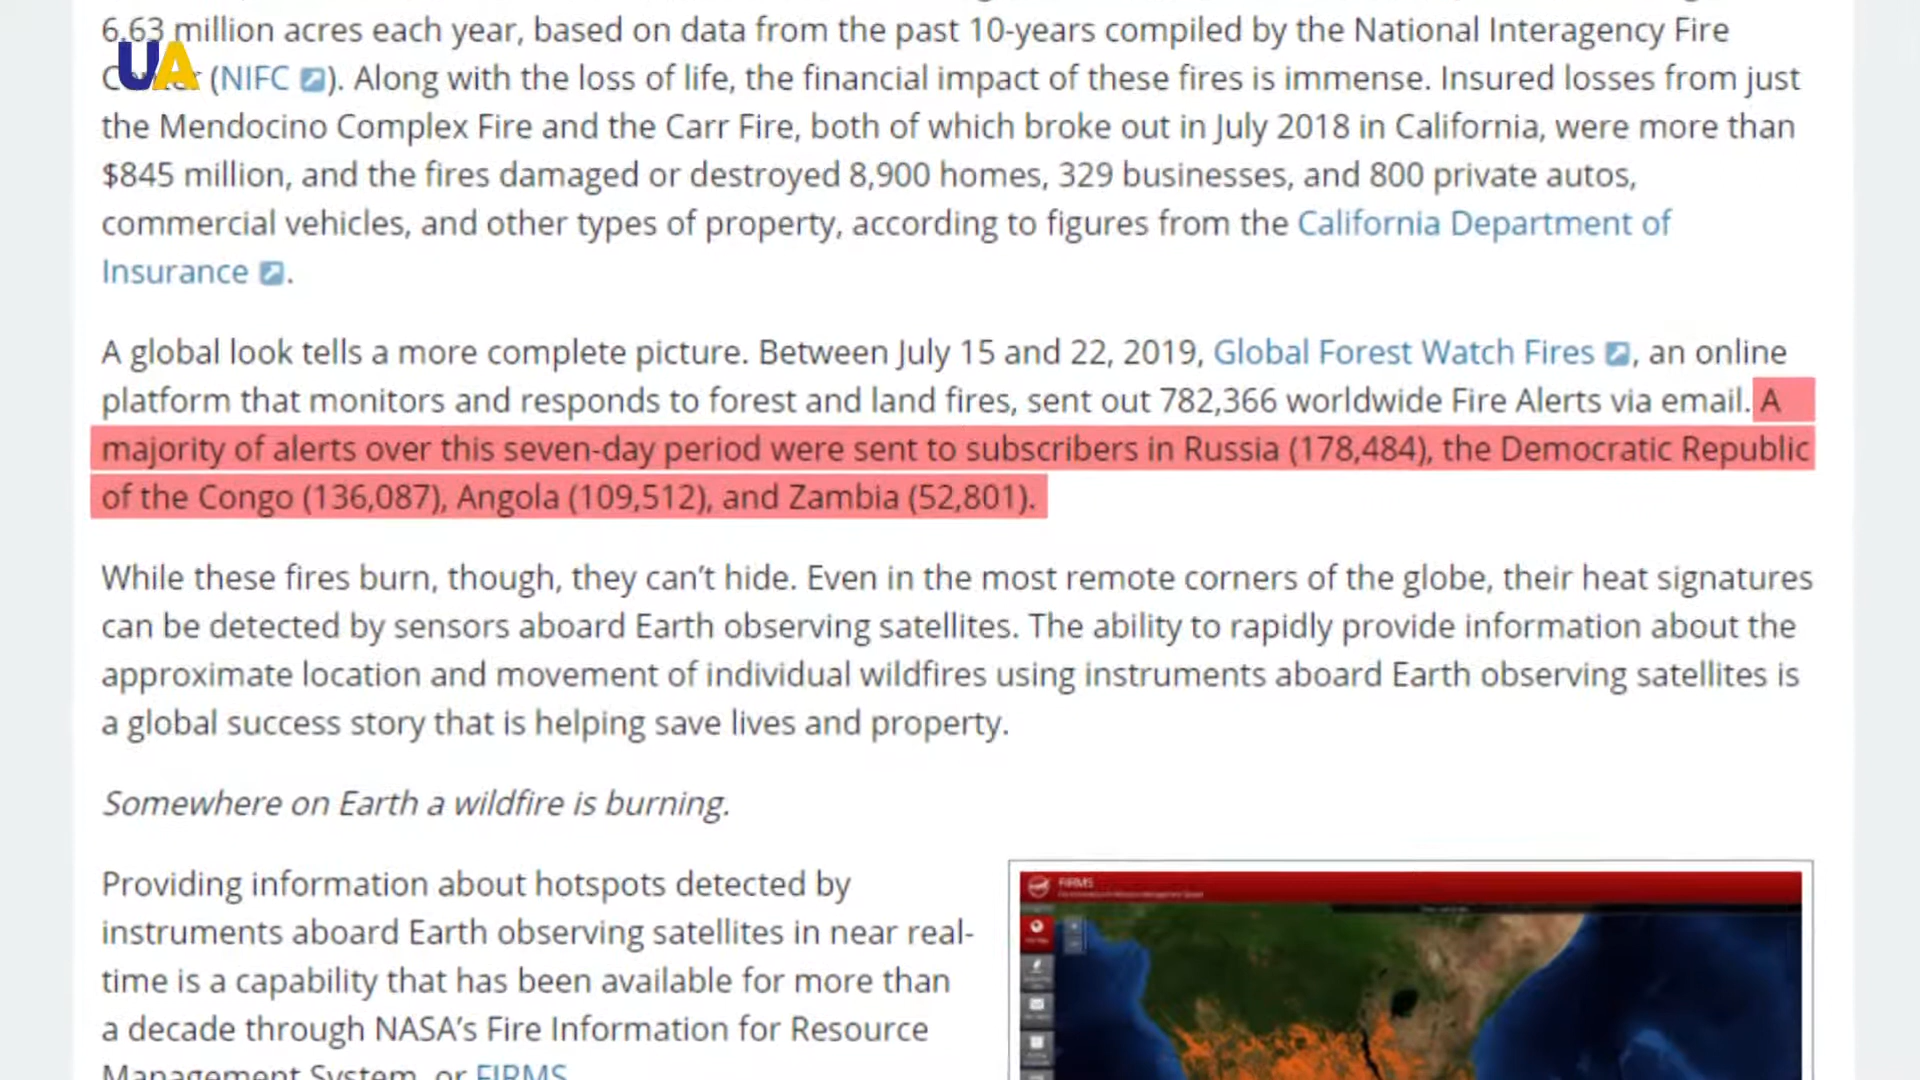 6.63 million acres each year, based on data from the past 10-years compiled by the National Interagency Fire
UA
(NIFC). Along with the loss of life, the financial impact of these fires is immense. Insured losses from just
the Mendocino Complex Fire and the Carr Fire, both of which broke out in July 2018 in California, were more than
$845 million, and the fires damaged or destroyed 8,900 homes, 329 businesses, and 800 private autos,
commercial vehicles, and other types of property, according to figures from the California Department of
Insurance.
A global look tells a more complete picture. Between July 15 and 22, 2019, Global Forest Watch Fires, an online
platform that monitors and responds to forest and land fires, sent out 782,366 worldwide Fire Alerts via email. A
majority of alerts over this seven-day period were sent to subscribers in Russia (178,484), the Democratic Republic
of the Congo (136,087), Angola (109,512), and Zambia (52,801).
While these fires burn, though, they can't hide. Even in the most remote corners of the globe, their heat signatures
can be detected by sensors aboard Earth observing satellites. The ability to rapidly provide information about the
approximate location and movement of individual wildfires using instruments aboard Earth observing satellites is
a global success story that is helping save lives and property.
Somewhere on Earth a wildfire is burning.
Providing information about hotspots detected by
instruments aboard Earth observing satellites in near real-
time is a capability that has been available for more than
a decade through NASA's Fire Information for Resource
Management System, or FIRMS
FIRMS